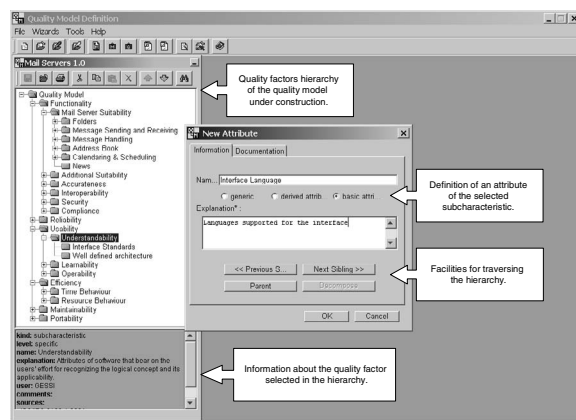 Quality Model Definition
File Wizards Tools Help
Mail Servers 1.0
Quality Model
Functionality
Mail Server Suitability
Folders
Message Sending and Receiving
Message Handling
Address Book
Calendaring & Scheduling
News
Additional Suitability
Accurateness
Interoperability
Security
Compliance
Reliability
Usability
Understandability
Interface Standards
Well defined architecture
Learnability
Operability
Efficiency
Time Behaviour
Resource Behaviour
Maintainability
Portability
kind: subcharacteristic
level: specific
name: Understandability
explanation: Attributes of software that bear on the
users' effort for recognizing the logical concept and its
applicability.
user: GESSI
comments:
sources:
New Attribute
Information Documentation
Nam... Interface Language
generic derived attrib. basic attri
Explanation* :
Languages supported for the interface
<< Previous S... Next Sibling >>
Parent Decompose
OK Cancel
Quality factors hierarchy
of the quality model
under construction.
Definition of an attribute
of the selected
subcharacteristic.
Facilities for traversing
the hierarchy.
Information about the quality factor
selected in the hierarchy.